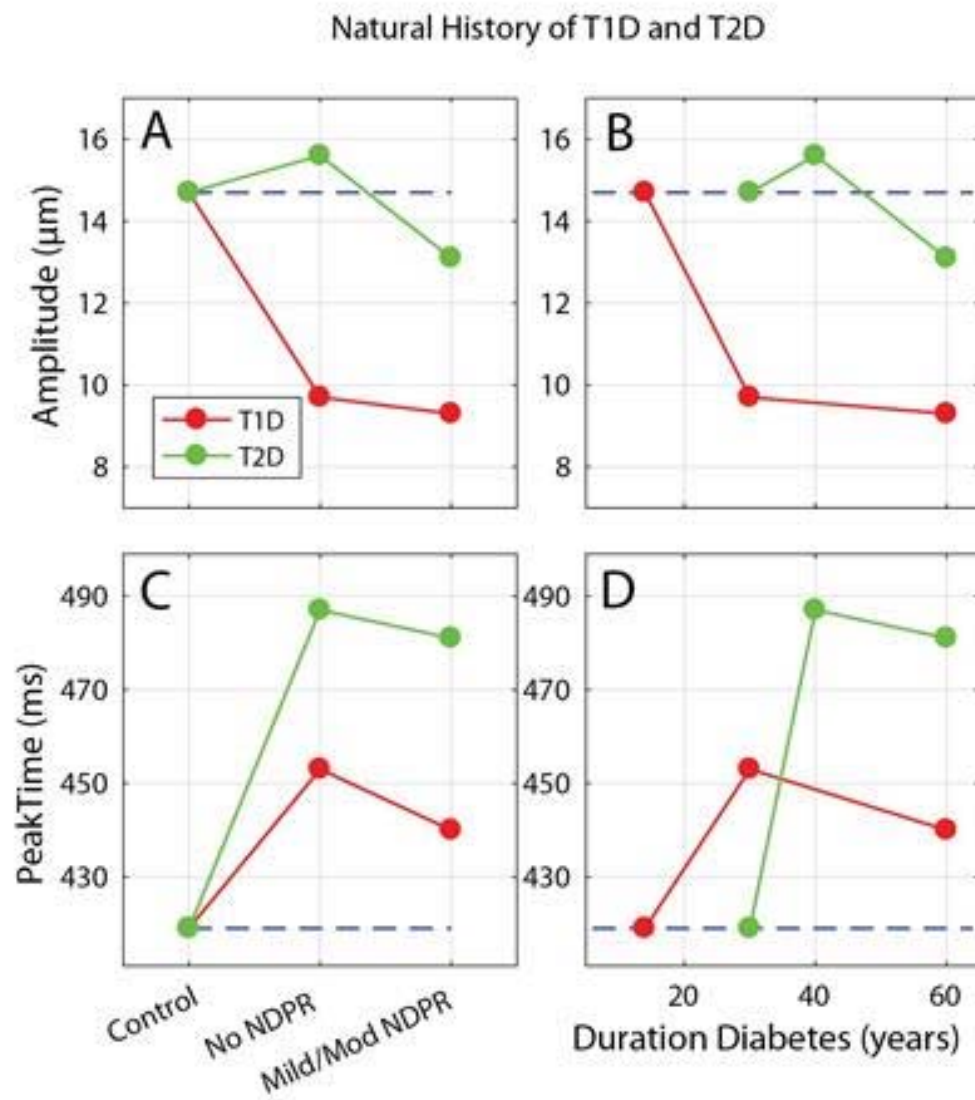 Natural History of T1D and T2D
A
B
16
14
12
10
8
16
14
12
10
8
Amplitude (μm)
T1D
T2D
C
D
490
470
450
430
490
470
450
430
PeakTime (ms)
Control
No NDPR
Mild/Mod NDPR
20 40 60
Duration Diabetes (years)